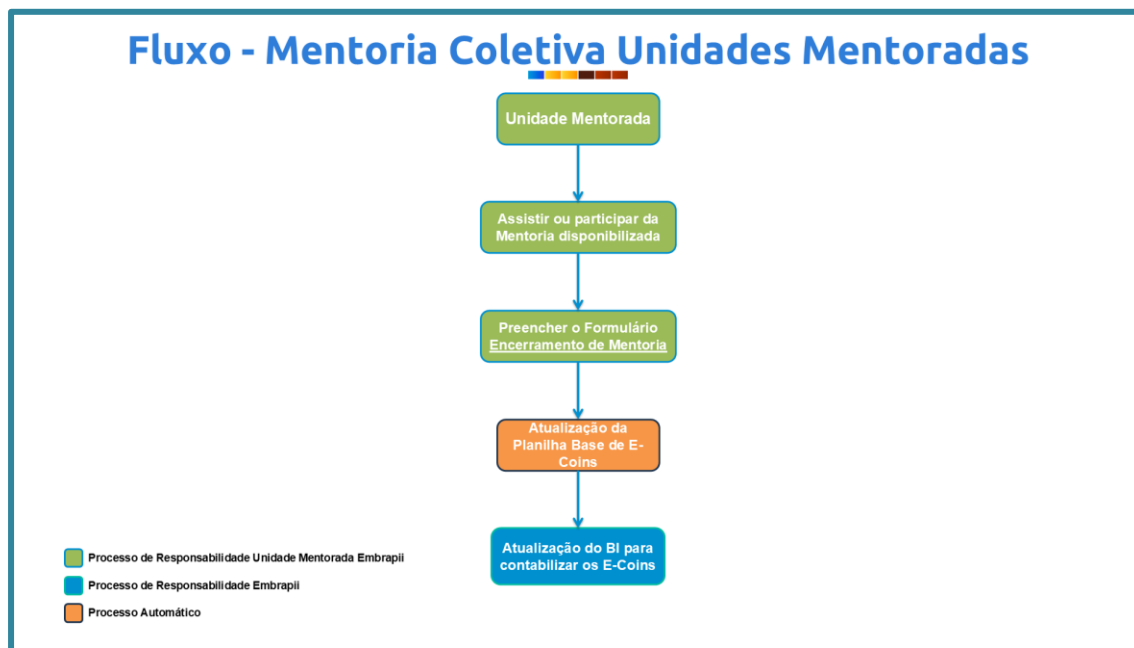 Fluxo - Mentoria Coletiva Unidades Mentoradas
Unidade Mentorada
Assistir ou participar da
Mentoria disponibilizada
Preencher o Formulário
Encerramento de Mentoria
Atualização da
Planilha Base de E-
Coins
Atualização do BI para
contabilizar os E-Coins
Processo de Responsabilidade Unidade Mentorada Embrapii
Processo de Responsabilidade Embrapii
Processo Automático